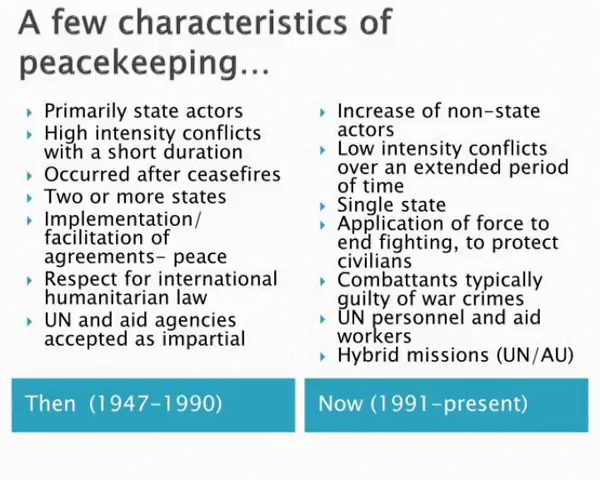 A few characteristics of
peacekeeping...
Primarily state actors
High intensity conflicts
with a short duration
Occurred after ceasefires
Two or more states
Implementation/
facilitation of
agreements- peace
Respect for international
humanitarian law
UN and aid agencies
accepted as impartial
Increase of non-state
actors
Low intensity conflicts
over an extended period
of time
Single state
Application of force to
end fighting, to protect
civilians
Combattants typically
guilty of war crimes
UN personnel and aid
workers
Hybrid missions (UN/AU)
Then (1947-1990)
Now (1991-present)